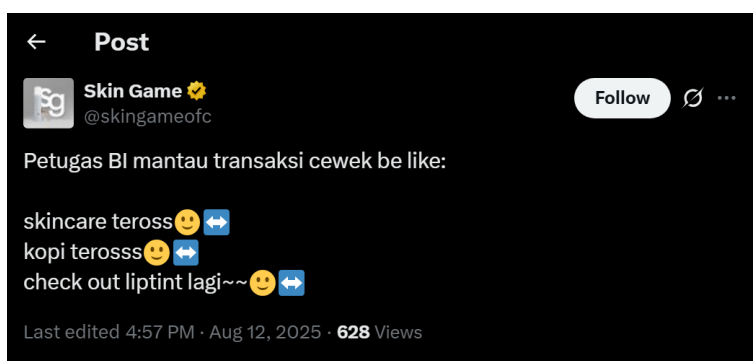 Post
Skin Game
@skingameofc
Follow
Petugas BI mantau transaksi cewek be like:
skincare teross🙂↔️
kopi terosss🙂↔️
check out liptint lagi~~🙂↔️
Last edited 4:57 PM · Aug 12, 2025 · 628 Views